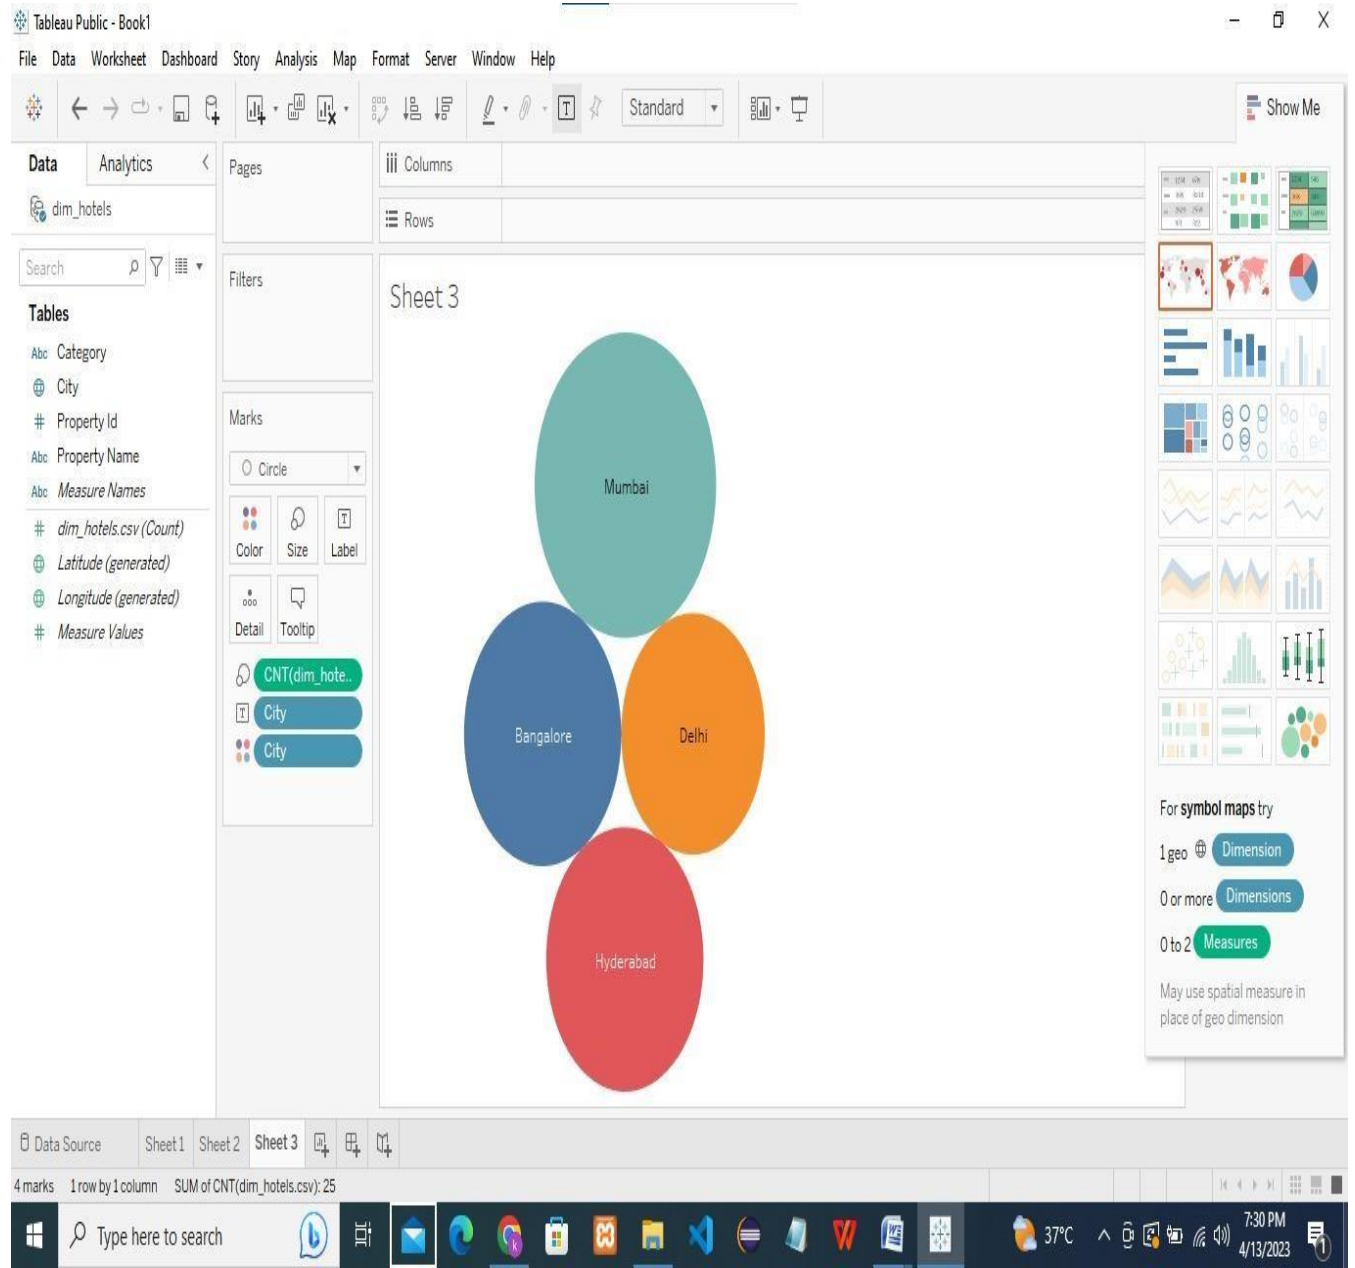 Tableau Public - Book1
File Data Worksheet Dashboard Story Analysis Map Format Server Window Help
Standard
Show Me
Data Analytics
Pages
Columns
dim_hotels
Rows
Search
Filters
Sheet 3
Tables
Abc Category
City
# Property Id
Abc Property Name
Abc Measure Names
# dim_hotels.csv (Count)
Latitude (generated)
Longitude (generated)
# Measure Values
Marks
Circle
Color Size Label
Detail Tooltip
CNT(dim_hote..
City
City
Mumbai
Bangalore
Delhi
Hyderabad
For symbol maps try
1 geo Dimension
0 or more Dimensions
0 to 2 Measures
May use spatial measure in
place of geo dimension
Data Source Sheet 1 Sheet 2 Sheet 3
4 marks 1 row by 1 column SUM of CNT(dim_hotels.csv): 25
Type here to search
37°C
7:30 PM
4/13/2023
1